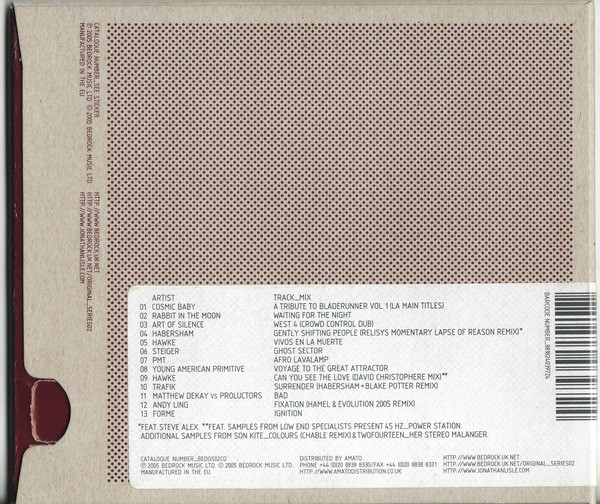 CATALOGUE NUMBER_SEE STICKER
℗ 2005 BEDROCK MUSIC LTD. © 2005 BEDROCK MUSIC LTD.
MANUFACTURED IN THE EU.
HTTP://WWW.BEDROCK.UK.NET
HTTP://WWW.BEDROCK.UK.NET/ORIGINAL_SERIES02
HTTP://WWW.JONATHANLISLE.COM
ARTIST TRACK_MIX
01 COSMIC BABY A TRIBUTE TO BLADERUNNER VOL 1 (LA MAIN TITLES)
02 RABBIT IN THE MOON WAITING FOR THE NIGHT
03 ART OF SILENCE WEST 4 (CROWD CONTROL DUB)
04 HABERSHAM GENTLY SHIFTING PEOPLE (RELISYS MOMENTARY LAPSE OF REASON REMIX)*
05 HAWKE VIVOS EN LA MUERTE
06 STEIGER GHOST SECTOR
07 PMT AFRO LAVALAMP
08 YOUNG AMERICAN PRIMITIVE VOYAGE TO THE GREAT ATTRACTOR
09 HAWKE CAN YOU SEE THE LOVE (DAVID CHRISTOPHERE MIX)**
10 TRAFIK SURRENDER (HABERSHAM+BLAKE POTTER REMIX)
11 MATTHEW DEKAY vs PROLUCTORS BAD
12 ANDY LING FIXATION (HAMEL & EVOLUTION 2005 REMIX)
13 FORME IGNITION
*FEAT. STEVE ALEX. **FEAT. SAMPLES FROM LOW END SPECIALISTS PRESENT 45 HZ_POWER STATION.
ADDITIONAL SAMPLES FROM SON KITE_COLOURS (CHABLE REMIX) & TWOFOURTEEN_HER STEREO MALANGER
CATALOGUE NUMBER_BEDOS02CD
℗ 2005 BEDROCK MUSIC LTD. © 2005 BEDROCK MUSIC LTD.
DISTRIBUTED BY AMATO
PHONE +44 (0)20 8838 8330/FAX +44 (0)20 8838 8331
HTTP://WWW.AMATODISTRIBUTION.CO.UK
HTTP://WWW.BEDROCK.UK.NET
HTTP://WWW.BEDROCK.UK.NET/ORIGINAL_SERIES02
HTTP://WWW.JONATHANLISLE.COM
BARCODE NUMBER_